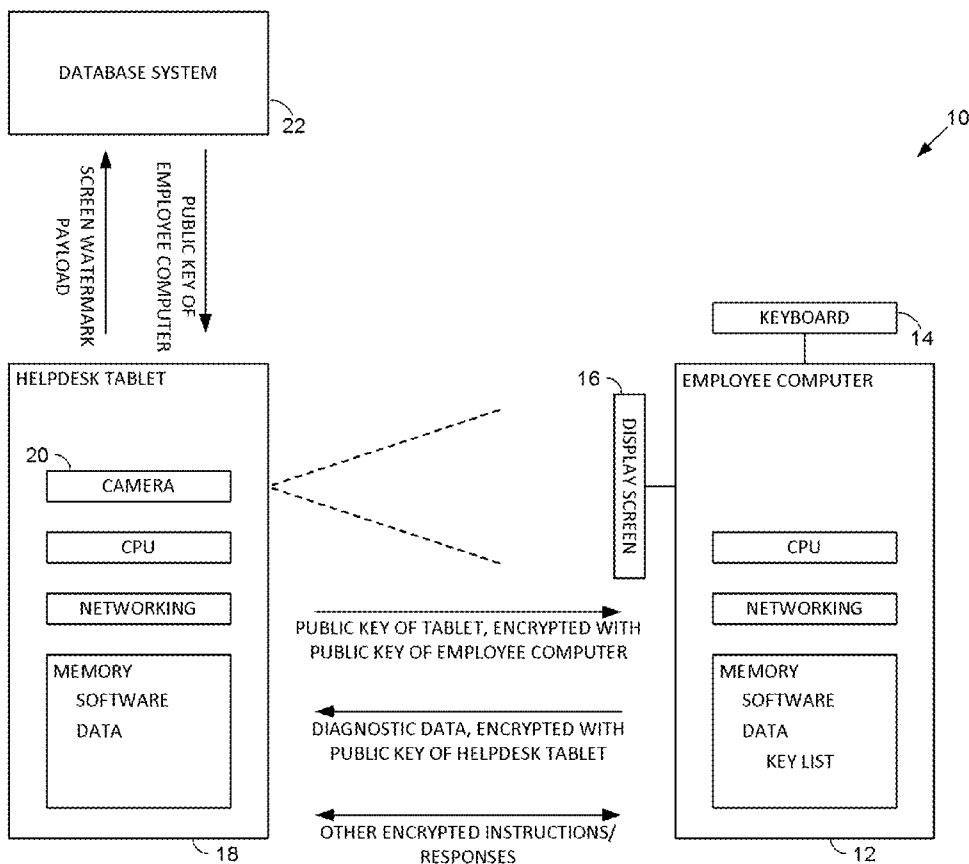 DATABASE SYSTEM
22
10
SCREEN WATERMARK
PAYLOAD
PUBLIC KEY OF
EMPLOYEE COMPUTER
KEYBOARD
14
HELPDESK TABLET
16
EMPLOYEE COMPUTER
20
CAMERA
DISPLAY SCREEN
CPU
CPU
NETWORKING
NETWORKING
PUBLIC KEY OF TABLET, ENCRYPTED WITH
PUBLIC KEY OF EMPLOYEE COMPUTER
MEMORY
SOFTWARE
DATA
MEMORY
SOFTWARE
DATA
KEY LIST
DIAGNOSTIC DATA, ENCRYPTED WITH
PUBLIC KEY OF HELPDESK TABLET
OTHER ENCRYPTED INSTRUCTIONS/
RESPONSES
18
12